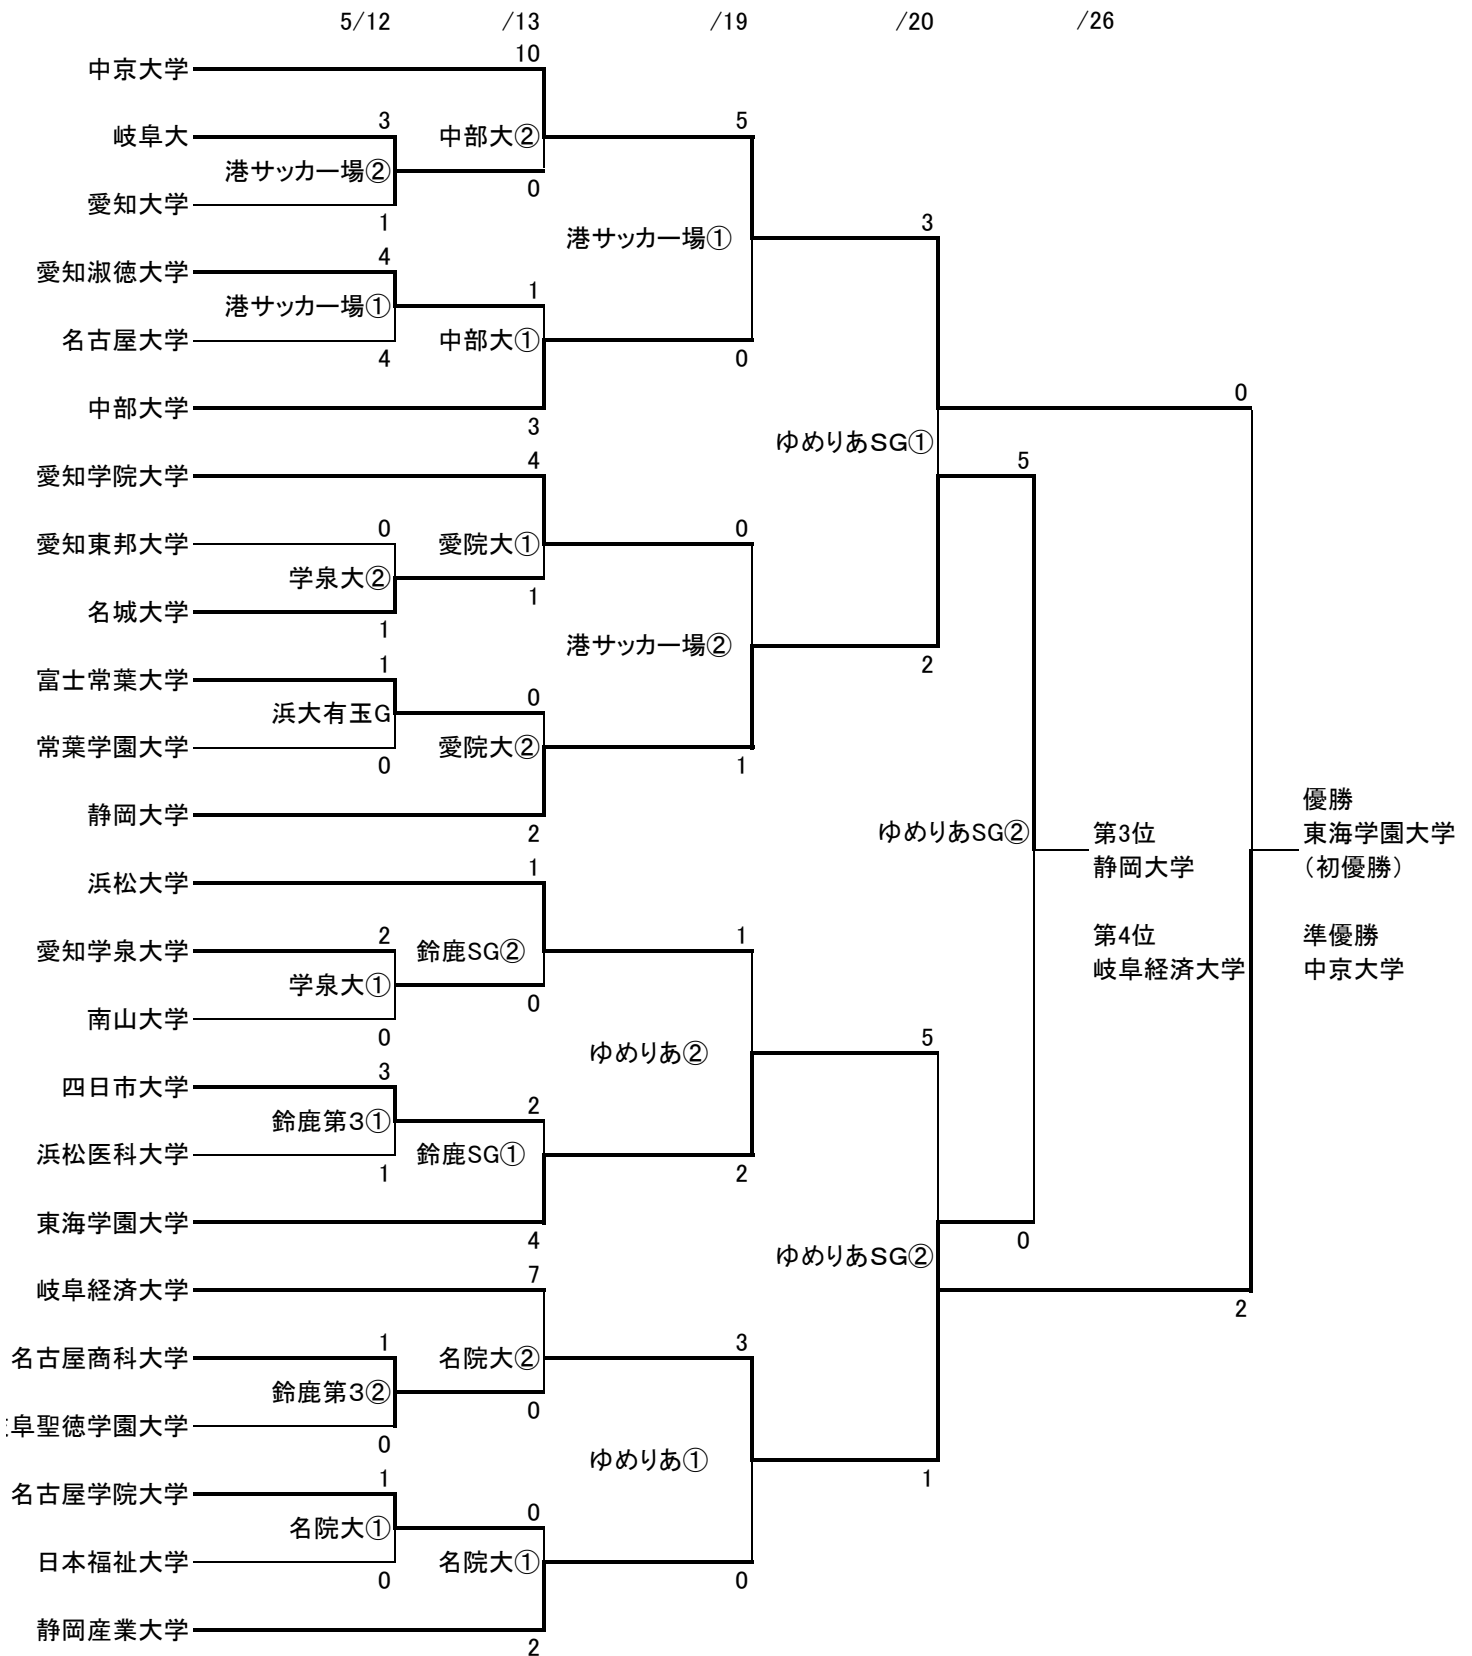 5/12 /13 /19 /20 /26
10
中京大学
3 5
岐阜大 中部大②
港サッカー場②
0
愛知大学
1 3
港サッカー場①
4
愛知淑徳大学
1
港サッカー場①
名古屋大学 中部大①
4 0
0
中部大学
3
ゆめりあSG①
4 5
愛知学院大学
0 0
愛知東邦大学 愛院大①
学泉大②
1
名城大学
1
港サッカー場②
1 2
富士常葉大学
0
浜大有玉G
常葉学園大学 愛院大②
0 1
優勝
静岡大学
2 ゆめりあSG② 第3位 東海学園大学
1 静岡大学 (初優勝)
浜松大学
2 1 第4位 準優勝
愛知学泉大学 鈴鹿SG②
岐阜経済大学 中京大学
学泉大①
0
南山大学
0 5
ゆめりあ②
3
四日市大学
2
鈴鹿第3①
浜松医科大学 鈴鹿SG①
1 2
東海学園大学
4 0
ゆめりあSG②
7
岐阜経済大学
2
1 3
名古屋商科大学 名院大②
鈴鹿第3②
0
阜聖徳学園大学
0
ゆめりあ①
1 1
名古屋学院大学
0
名院大①
日本福祉大学 名院大①
0 0
静岡産業大学
2